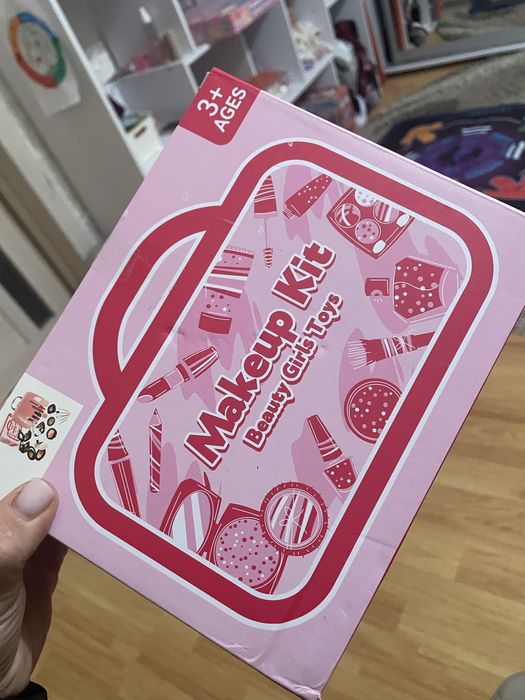 3+
AGES
Makeup Kit
Beauty Girls Toys